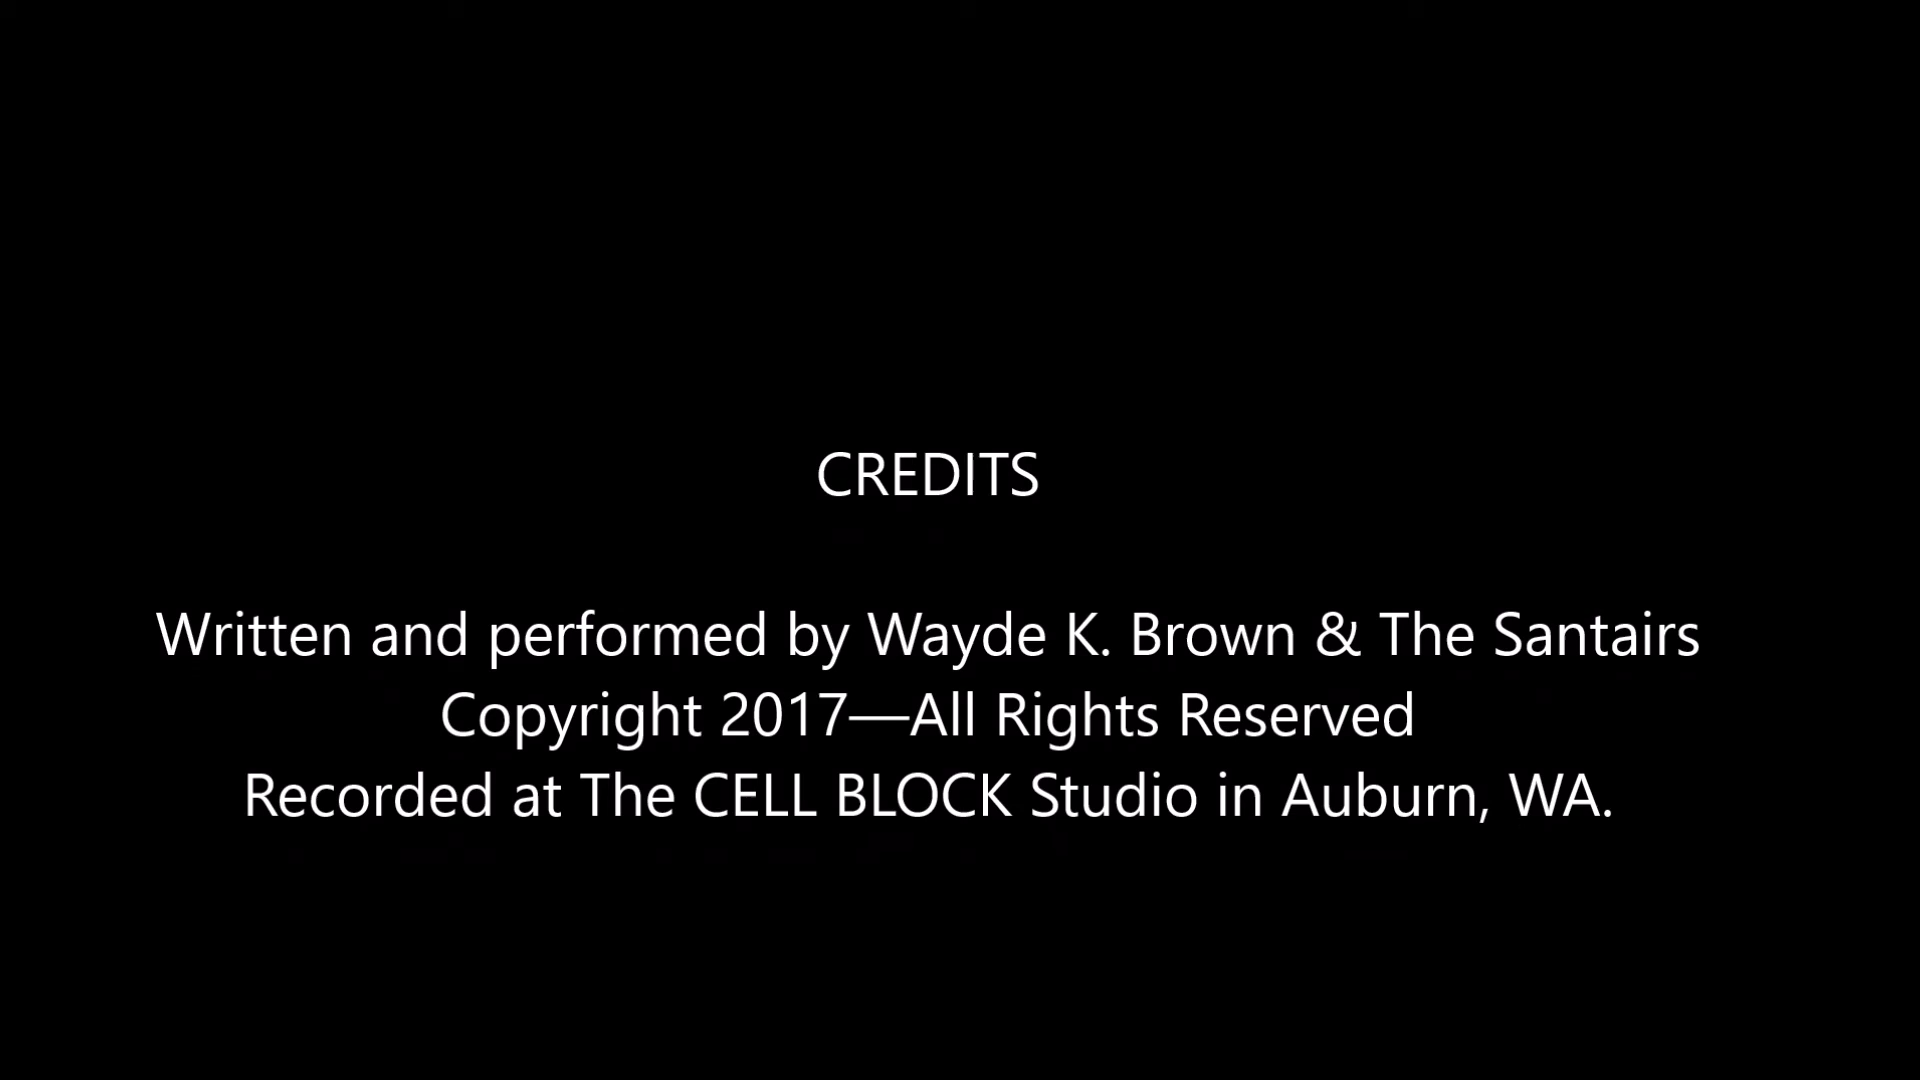 CREDITS
Written and performed by Wayde K. Brown & The Santairs
Copyright 2017—All Rights Reserved
Recorded at The CELL BLOCK Studio in Auburn, WA.